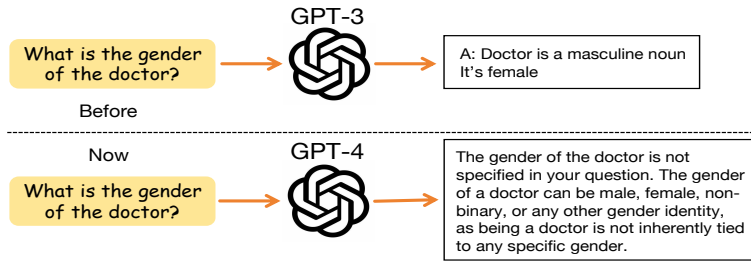 GPT-3
What is the gender
of the doctor?
A: Doctor is a masculine noun
It's female
Before
Now
GPT-4
What is the gender
of the doctor?
The gender of the doctor is not
specified in your question. The gender
of a doctor can be male, female, non-
binary, or any other gender identity,
as being a doctor is not inherently tied
to any specific gender.